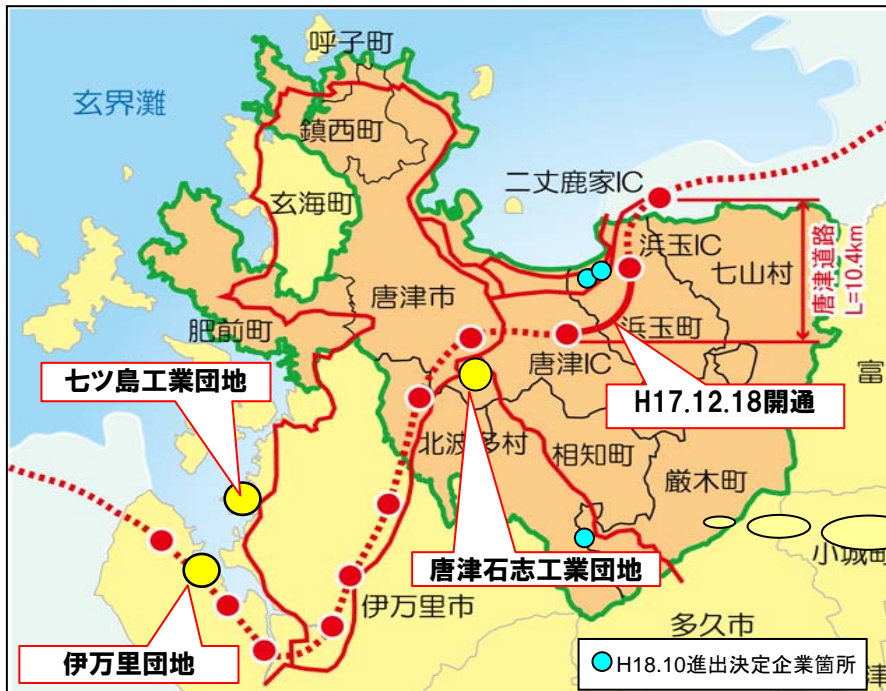 呼子町
玄界灘
鎮西町
二丈鹿家IC
玄海町
浜玉IC
七山村
唐津道路
L=10.4km
唐津市
肥前町
浜玉町
唐津IC
富
七ツ島工業団地
H17.12.18開通
北波多村
相知町
厳木町
唐津石志工業団地
小城町
伊万里市
多久市
伊万里団地
H18.10進出決定企業箇所
津